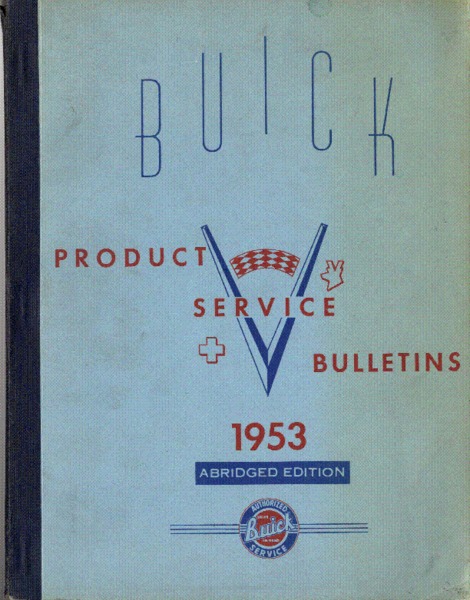 BUICK
PRODUCT
SERVICE
BULLETINS
1953
ABRIDGED EDITION
AUTHORIZED
Buick
SERVICE